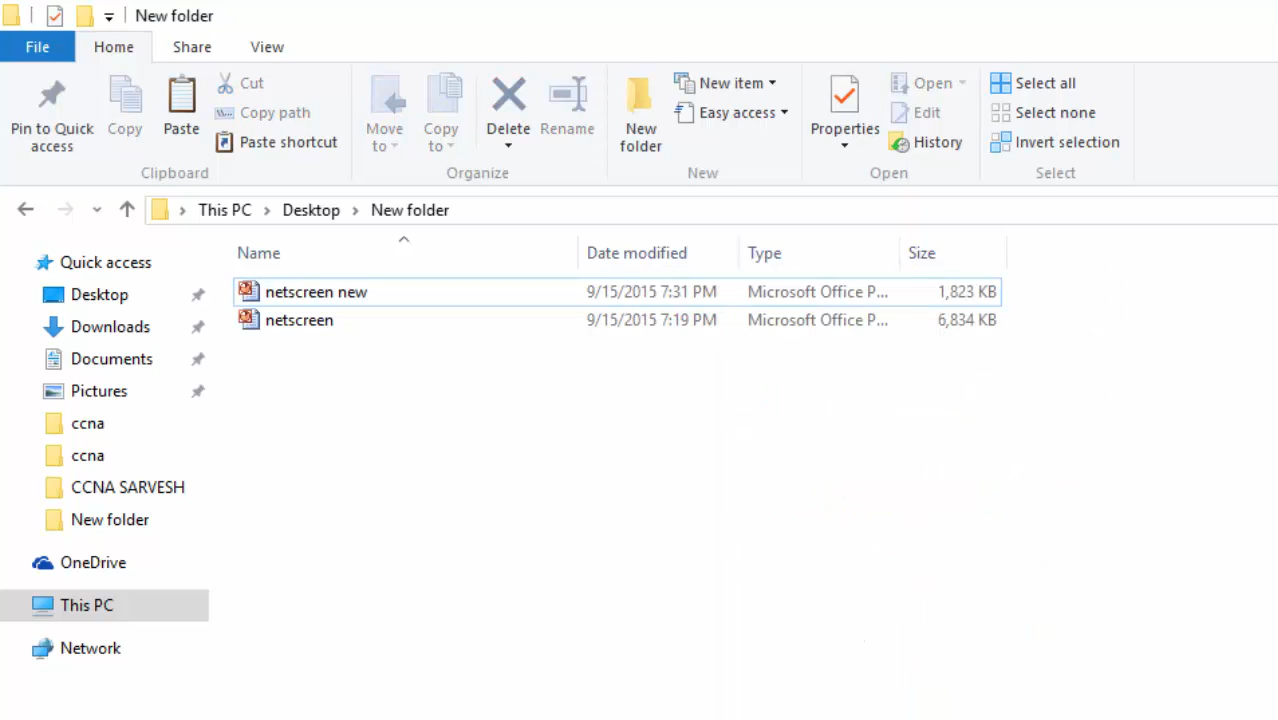 New folder
File Home Share View
Pin to Quick access
Copy
Paste
Cut
Copy path
Paste shortcut
Clipboard
Move to
Copy to
Delete
Rename
Organize
New folder
New item
Easy access
New
Properties
Open
Edit
History
Open
Select all
Select none
Invert selection
Select
This PC Desktop New folder
Name Date modified Type Size
netscreen new 9/15/2015 7:31 PM Microsoft Office P... 1,823 KB
netscreen 9/15/2015 7:19 PM Microsoft Office P... 6,834 KB
Quick access
Desktop
Downloads
Documents
Pictures
ccna
ccna
CCNA SARVESH
New folder
OneDrive
This PC
Network